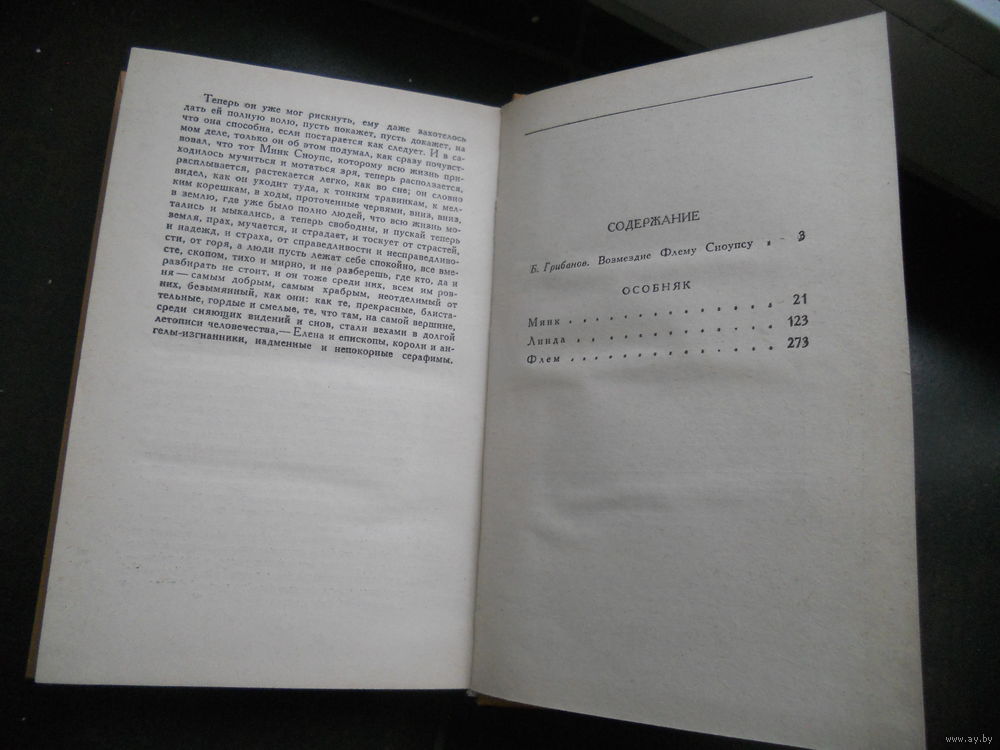 Теперь он уже мог рискнуть, ему даже захотелось
дать ей полную волю, пусть покажет, пусть докажет, на
что она способна, если постарается как следует. И в са-
мом деле, только он об этом подумал, как сразу почувст-
вовал, что тот Минк Сноупс, которому всю жизнь при-
ходилось мучиться и мотаться зря, теперь расползается,
расплывается, растекается легко, как во сне; он словно
видел, как он уходит туда, к тонким травинкам, к мел-
ким корешкам, в ходы, проточенные червями, вниз, вниз,
в землю, где уже было полно людей, что всю жизнь мо-
тались и мыкались, а теперь свободны, и пускай теперь
земля, прах, мучается, и страдает, и тоскует от страстей,
и надежд, и страха, от справедливости и несправедливо-
сти, от горя, а люди пусть лежат себе спокойно, все вме-
сте, скопом, тихо и мирно, и не разберешь, где кто, да и
разбирать не стоит, и он тоже среди них, всем им ров-
ня — самым добрым, самым храбрым, неотделимый от
них, безымянный, как они: как те, прекрасные, блиста-
тельные, гордые и смелые, те, что там, на самой вершине,
среди сияющих видений и снов, стали вехами в долгой
летописи человечества,— Елена и епископы, короли и ан-
гелы-изгнанники, надменные и непокорные серафимы.
СОДЕРЖАНИЕ
Б. Грибанов. Возмездие Флему Сноупсу . 3
ОСОБНЯК
Минк . . . . . . . . . . . 21
Линда . . . . . . . . . . . 123
Флем . . . . . . . . . . . 273
www.ay.by